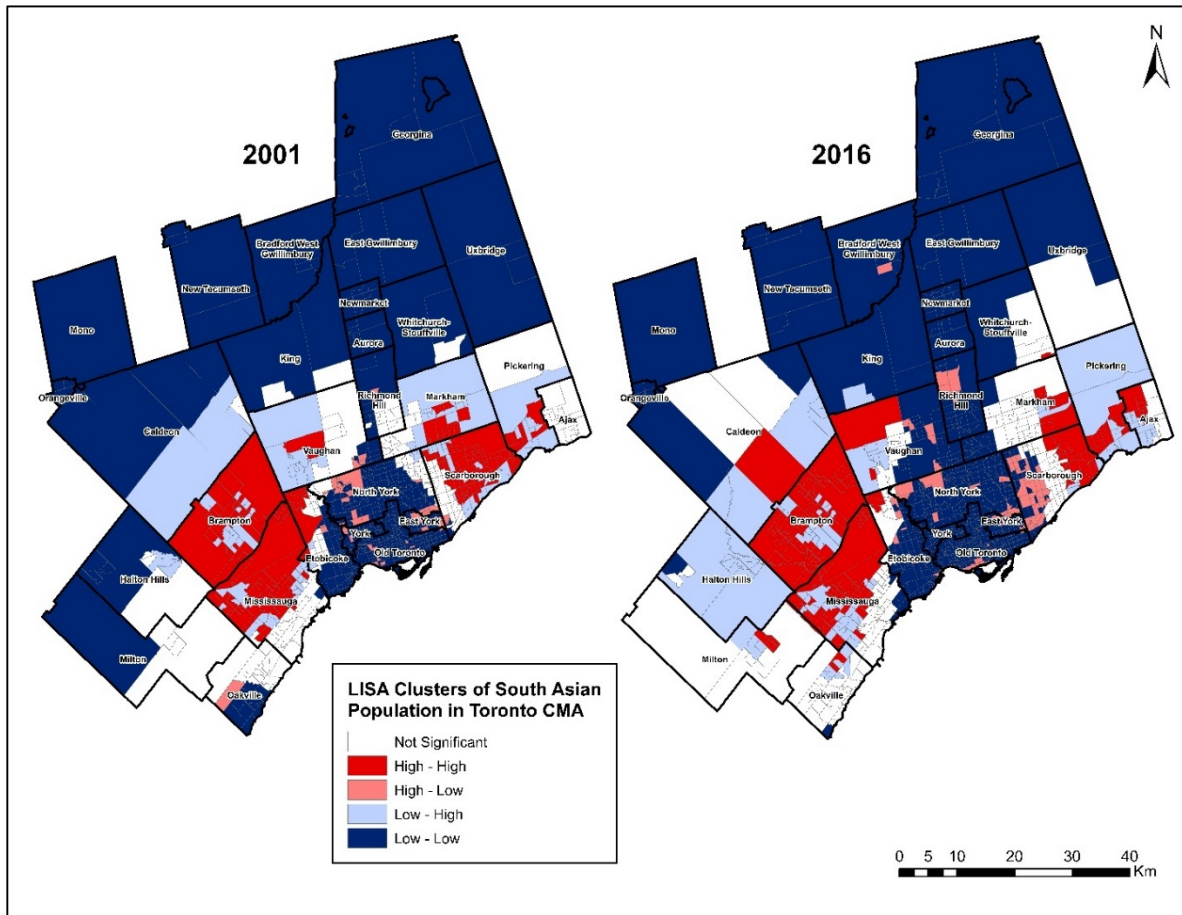 N
2001
2016
Georgina
Bradford West
Gwillimbury
East Gwillimbury
Uxbridge
New Tecumseth
Newmarket
Mono
Whitchurch-
Stouffville
Aurora
King
Pickering
Orangeville
Richmond
Hill
Markham
Ajax
Caledon
Vaughan
Scarborough
North York
Brampton
East York
York
Etobicoke
Old Toronto
Halton Hills
Mississauga
Milton
Oakville
Georgina
Bradford West
Gwillimbury
East Gwillimbury
Uxbridge
New Tecumseth
Newmarket
Mono
Whitchurch-
Stouffville
Aurora
King
Pickering
Orangeville
Richmond
Hill
Markham
Ajax
Caledon
Vaughan
Scarborough
North York
Brampton
East York
York
Etobicoke
Old Toronto
Halton Hills
Mississauga
Milton
Oakville
LISA Clusters of South Asian
Population in Toronto CMA
Not Significant
High - High
High - Low
Low - High
Low - Low
0 5 10 20 30 40
Km